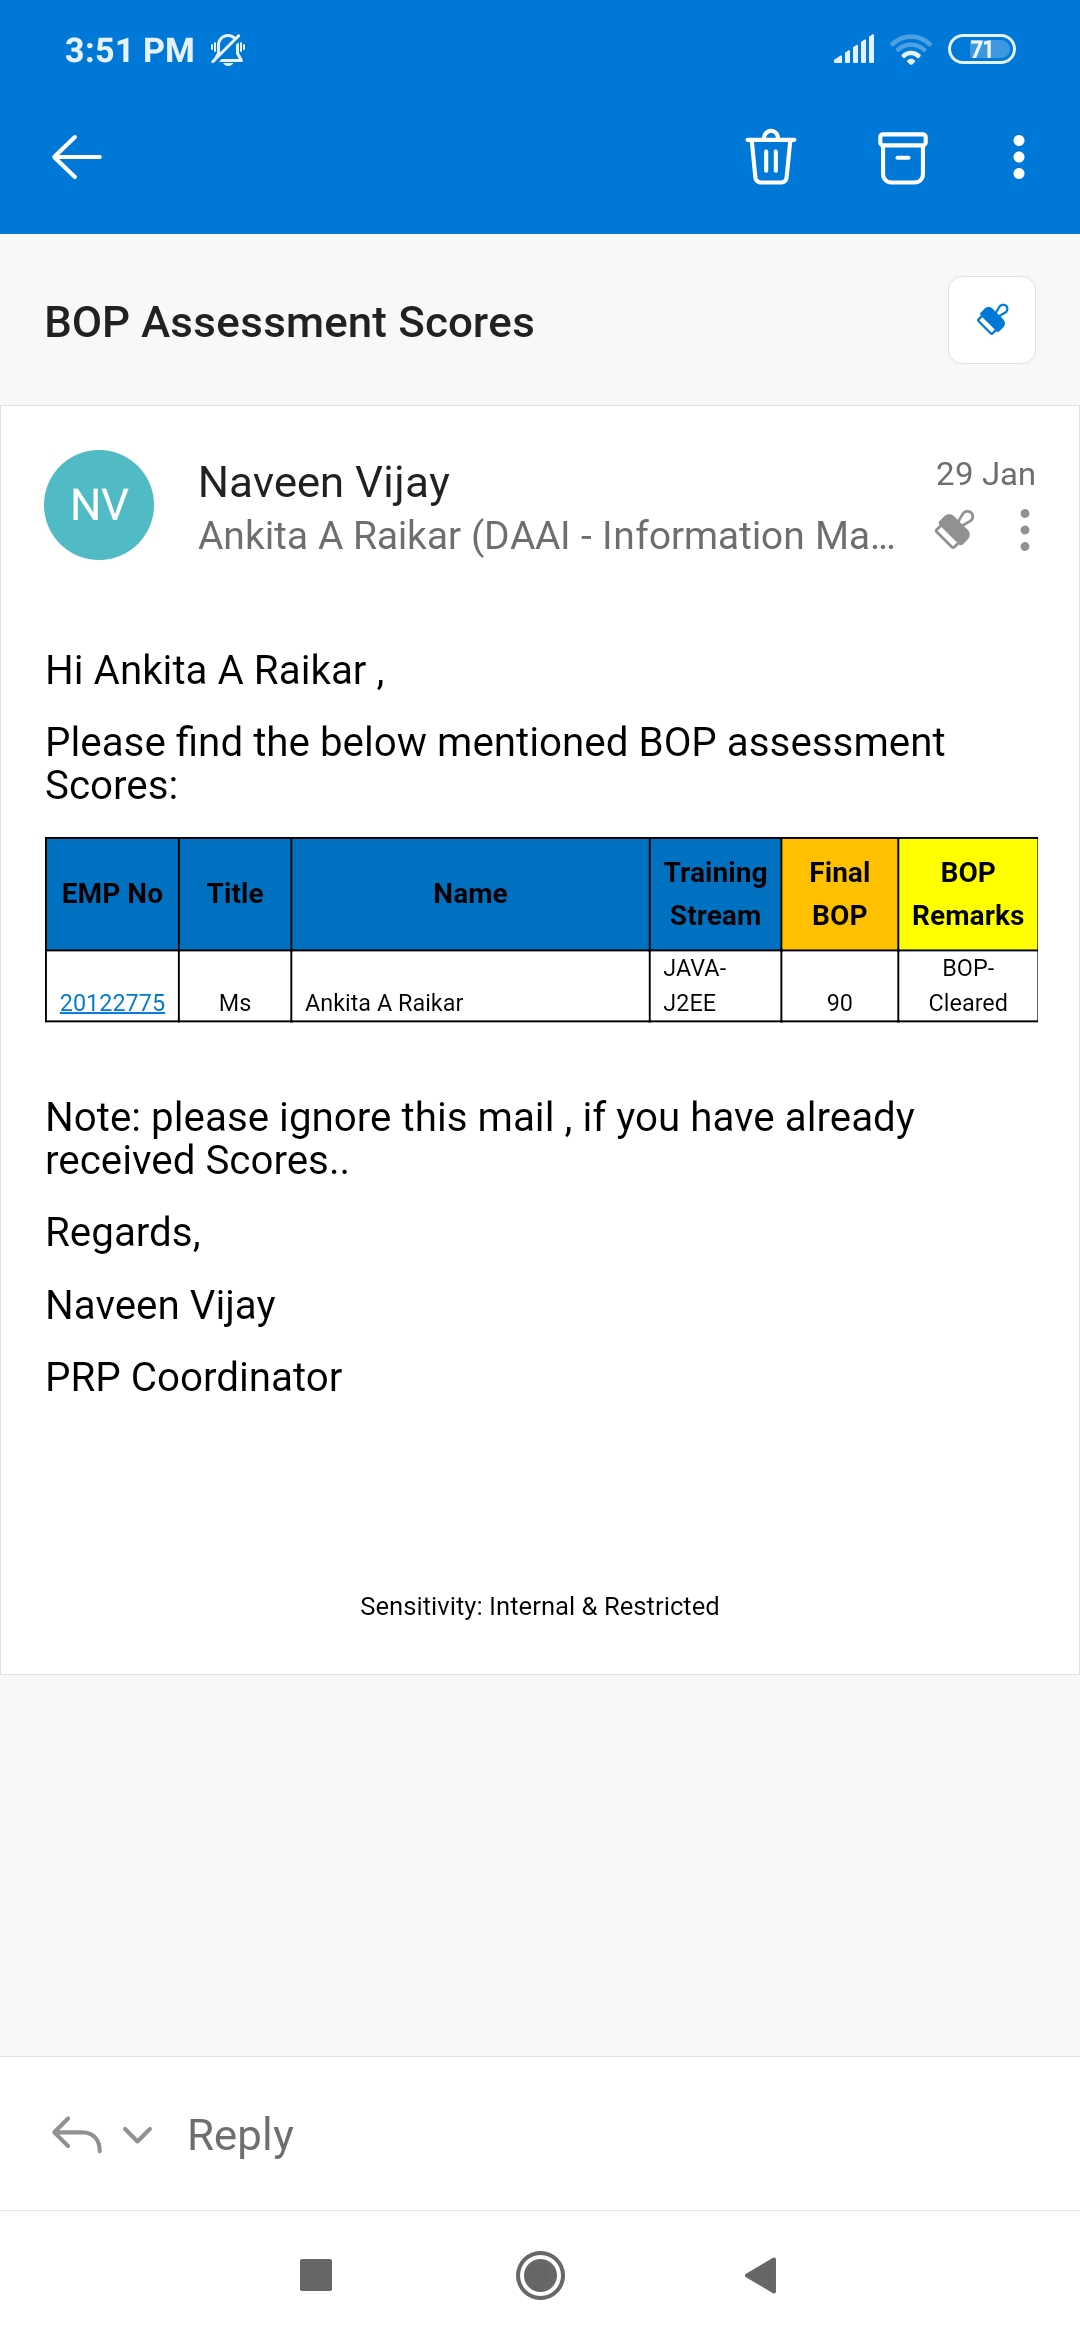 3:51 PM
71
BOP Assessment Scores
NV
Naveen Vijay
29 Jan
Ankita A Raikar (DAAI - Information Ma...
Hi Ankita A Raikar ,
Please find the below mentioned BOP assessment
Scores:
EMP No Title Name Training Stream Final BOP BOP Remarks
20122775 Ms Ankita A Raikar JAVA-J2EE 90 BOP-Cleared
Note: please ignore this mail , if you have already
received Scores..
Regards,
Naveen Vijay
PRP Coordinator
Sensitivity: Internal & Restricted
Reply